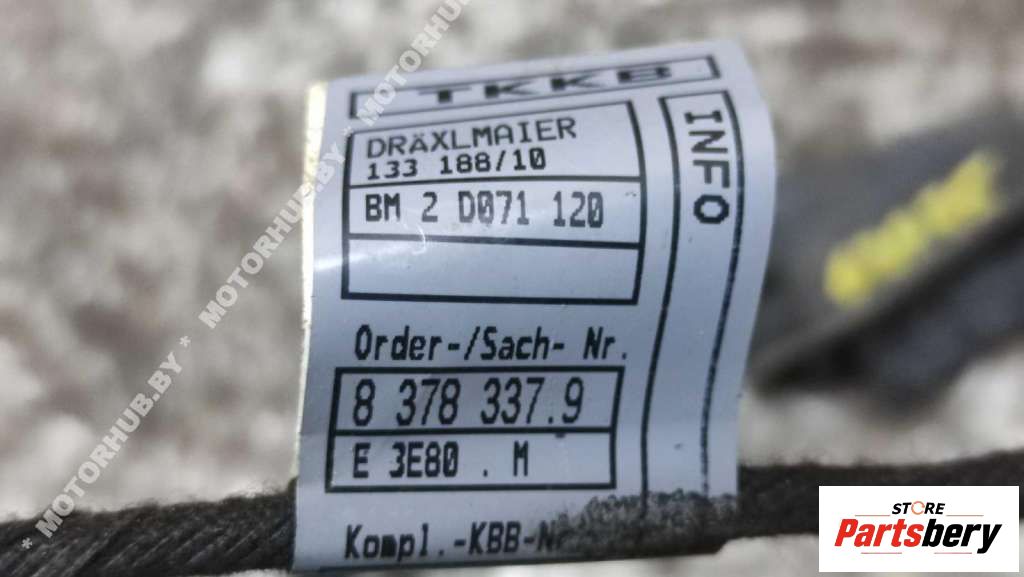 TKKB
INFO
DRÄXLMAIER
133 188/10
BM 2 D071 120
Order-/Sach- Nr.
8 378 337.9
E 3E80 . M
Kompl.-KBB-Nr
* MOTORHUB.BY * MOTORHUB.BY * MOTORHUB
STORE
Partsbery